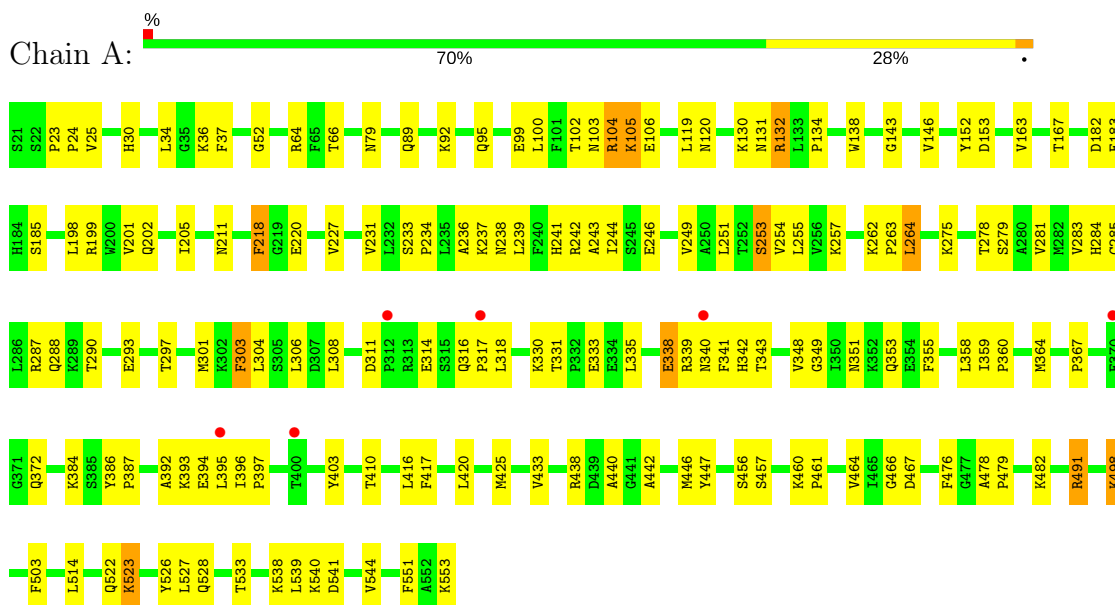 %
Chain A:
70% 28% •
S21 S22 P23 P24 V25 H30 L34 G35 K36 F37 G52 R64 F65 T66 N79 Q89 K92 Q95 E99 L100 F101 T102 N103 R104 K105 E106 L119 N120 K130 N131 R132 L133 P134 W138 G143 V146 Y152 D153 V163 T167 D182 E183
H184 S185 L198 R199 W200 V201 Q202 I205 N211 F218 G219 E220 V227 V231 L232 S233 P234 L235 A236 K237 N238 L239 F240 H241 R242 A243 I244 S245 E246 V249 A250 L251 T252 S253 V254 L255 V256 K257 K262 P263 L264 K275 T278 S279 A280 V281 M282 V283 H284 G285
L286 R287 Q288 K289 T290 E293 T297 M301 K302 F303 L304 S305 L306 D307 L308 D311 P312 R313 E314 S315 Q316 P317 L318 K330 T331 P332 E333 E334 L335 E338 R339 N340 F341 H342 T343 V348 G349 I350 N351 K352 Q353 E354 F355 L358 I359 P360 M364 P367 E370
G371 Q372 K384 S385 Y386 P387 A392 K393 E394 L395 I396 P397 T400 Y403 T410 L416 F417 L420 M425 V433 R438 D439 A440 G441 A442 M446 Y447 S456 S457 K460 P461 V464 I465 G466 D467 F476 G477 A478 P479 K482 R491 K498
F503 L514 Q522 K523 Y526 L527 Q528 T533 K538 L539 K540 D541 V544 F551 A552 K553